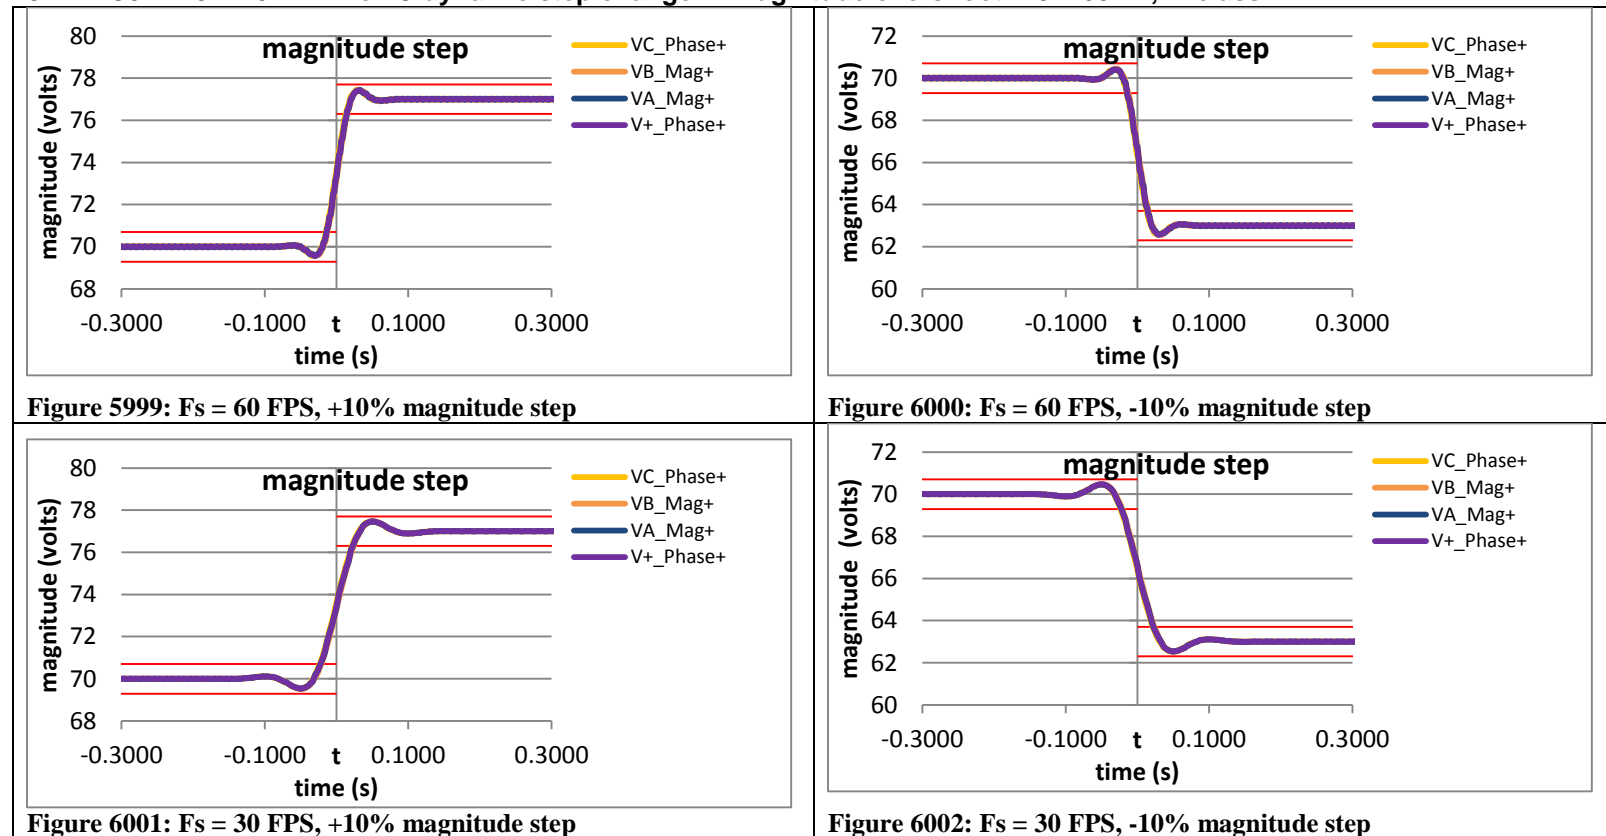 80
78
76
74
72
70
68
magnitude (volts)
magnitude step
VC_Phase+
VB_Mag+
VA_Mag+
V+_Phase+
-0.3000 -0.1000 t 0.1000 0.3000
time (s)
Figure 5999: Fs = 60 FPS, +10% magnitude step
72
70
68
66
64
62
60
magnitude (volts)
magnitude step
VC_Phase+
VB_Mag+
VA_Mag+
V+_Phase+
-0.3000 -0.1000 t 0.1000 0.3000
time (s)
Figure 6000: Fs = 60 FPS, -10% magnitude step
80
78
76
74
72
70
68
magnitude (volts)
magnitude step
VC_Phase+
VB_Mag+
VA_Mag+
V+_Phase+
-0.3000 -0.1000 t 0.1000 0.3000
time (s)
Figure 6001: Fs = 30 FPS, +10% magnitude step
72
70
68
66
64
62
60
magnitude (volts)
magnitude step
VC_Phase+
VB_Mag+
VA_Mag+
V+_Phase+
-0.3000 -0.1000 t 0.1000 0.3000
time (s)
Figure 6002: Fs = 30 FPS, -10% magnitude step